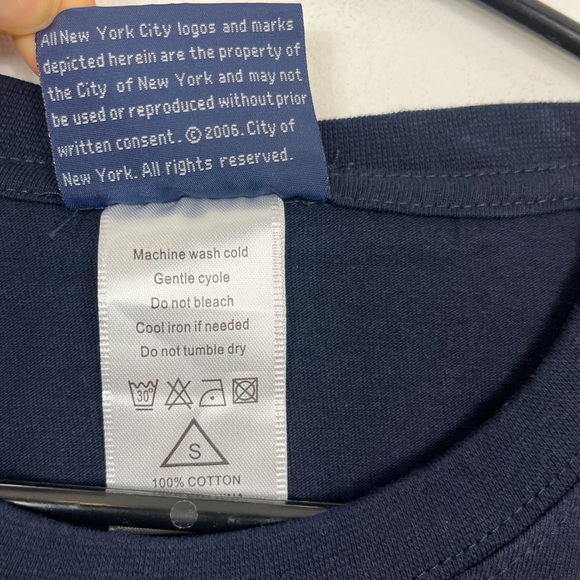 All New York City logos and marks
depicted herein are the property of
the City of New York and may not
be used or reproduced without prior
written consent. © 2006. City of
New York. All rights reserved.
Machine wash cold
Gentle cyole
Do not bleach
Cool iron if needed
Do not tumble dry
30°
S
100% COTTON